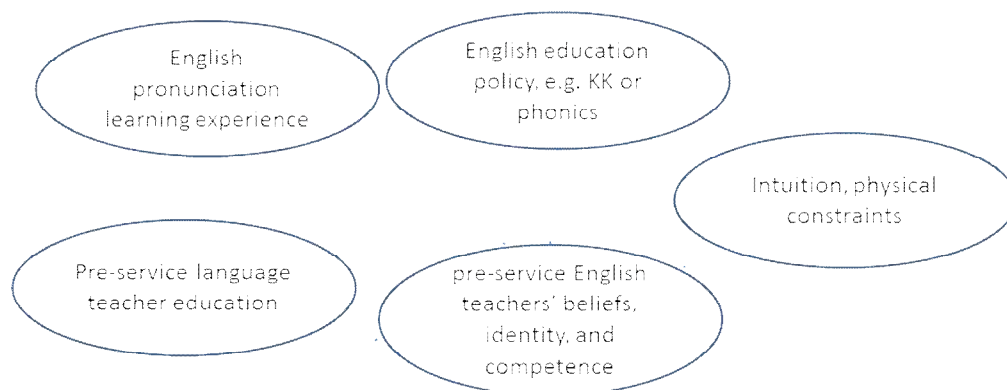 English
pronunciation
learning experience
English education
policy, e.g. KK or
phonics
Intuition, physical
constraints
Pre-service language
teacher education
pre-service English
teachers' beliefs,
identity, and
competence